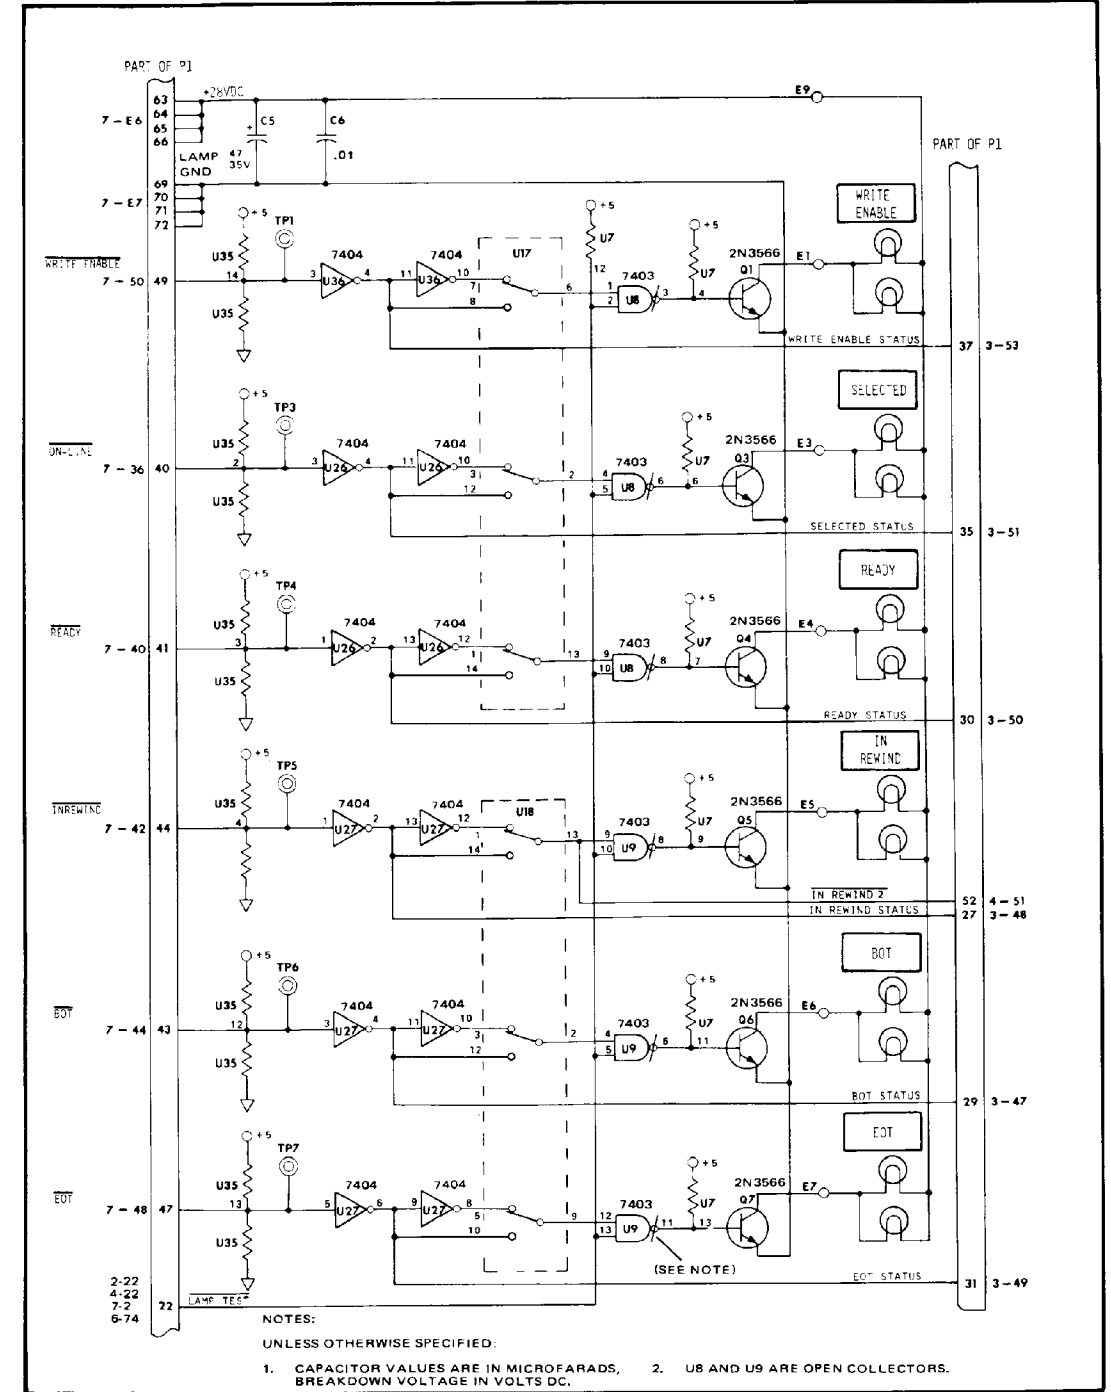 PART OF P1
+28VDC
E9
63
64
7 – E6
65
66
C5
+
47
35V
C6
.01
LAMP
GND
69
7 – E7
70
71
72
PART OF P1
+5
U35
TP1
WRITE ENABLE
7 – 50
49
14
U35
7404
3
U36
4
7404
11
U36
10
U17
7
8
6
+5
U7
12
7403
1
2
U8
3
+5
U7
4
2N3566
Q1
E1
WRITE
ENABLE
WRITE ENABLE STATUS
37
3–53
+5
U35
TP3
ON-LINE
7 – 36
40
2
U35
7404
3
U26
4
7404
11
U26
10
3
12
2
7403
4
5
U8
6
+5
U7
6
2N3566
Q3
E3
SELECTED
SELECTED STATUS
35
3–51
+5
U35
TP4
READY
7 – 40
41
3
U35
7404
1
U26
2
7404
13
U26
12
1
14
13
7403
9
10
U8
8
+5
U7
7
2N3566
Q4
E4
READY
READY STATUS
30
3–50
+5
U35
TP5
INREWIND
7 – 42
44
4
7404
1
U27
2
7404
13
U27
12
U18
1
14
13
7403
9
10
U9
8
+5
U7
9
2N3566
Q5
E5
IN
REWIND
IN REWIND 2
52
4–51
IN REWIND STATUS
27
3–48
+5
U35
TP6
BOT
7 – 44
43
12
U35
7404
3
U27
4
7404
11
U27
10
3
12
2
7403
4
5
U9
6
+5
U7
11
2N3566
Q6
E6
BOT
BOT STATUS
29
3–47
+5
U35
TP7
EOT
7 – 48
47
13
U35
7404
5
U27
6
7404
9
U27
8
5
10
9
7403
12
13
U9
11
(SEE NOTE)
+5
U7
13
2N3566
Q7
E7
EOT
EOT STATUS
31
3–49
2-22
4-22
7-2
6-74
22
LAMP TEST
NOTES:
UNLESS OTHERWISE SPECIFIED:
1. CAPACITOR VALUES ARE IN MICROFARADS,
BREAKDOWN VOLTAGE IN VOLTS DC.
2. U8 AND U9 ARE OPEN COLLECTORS.